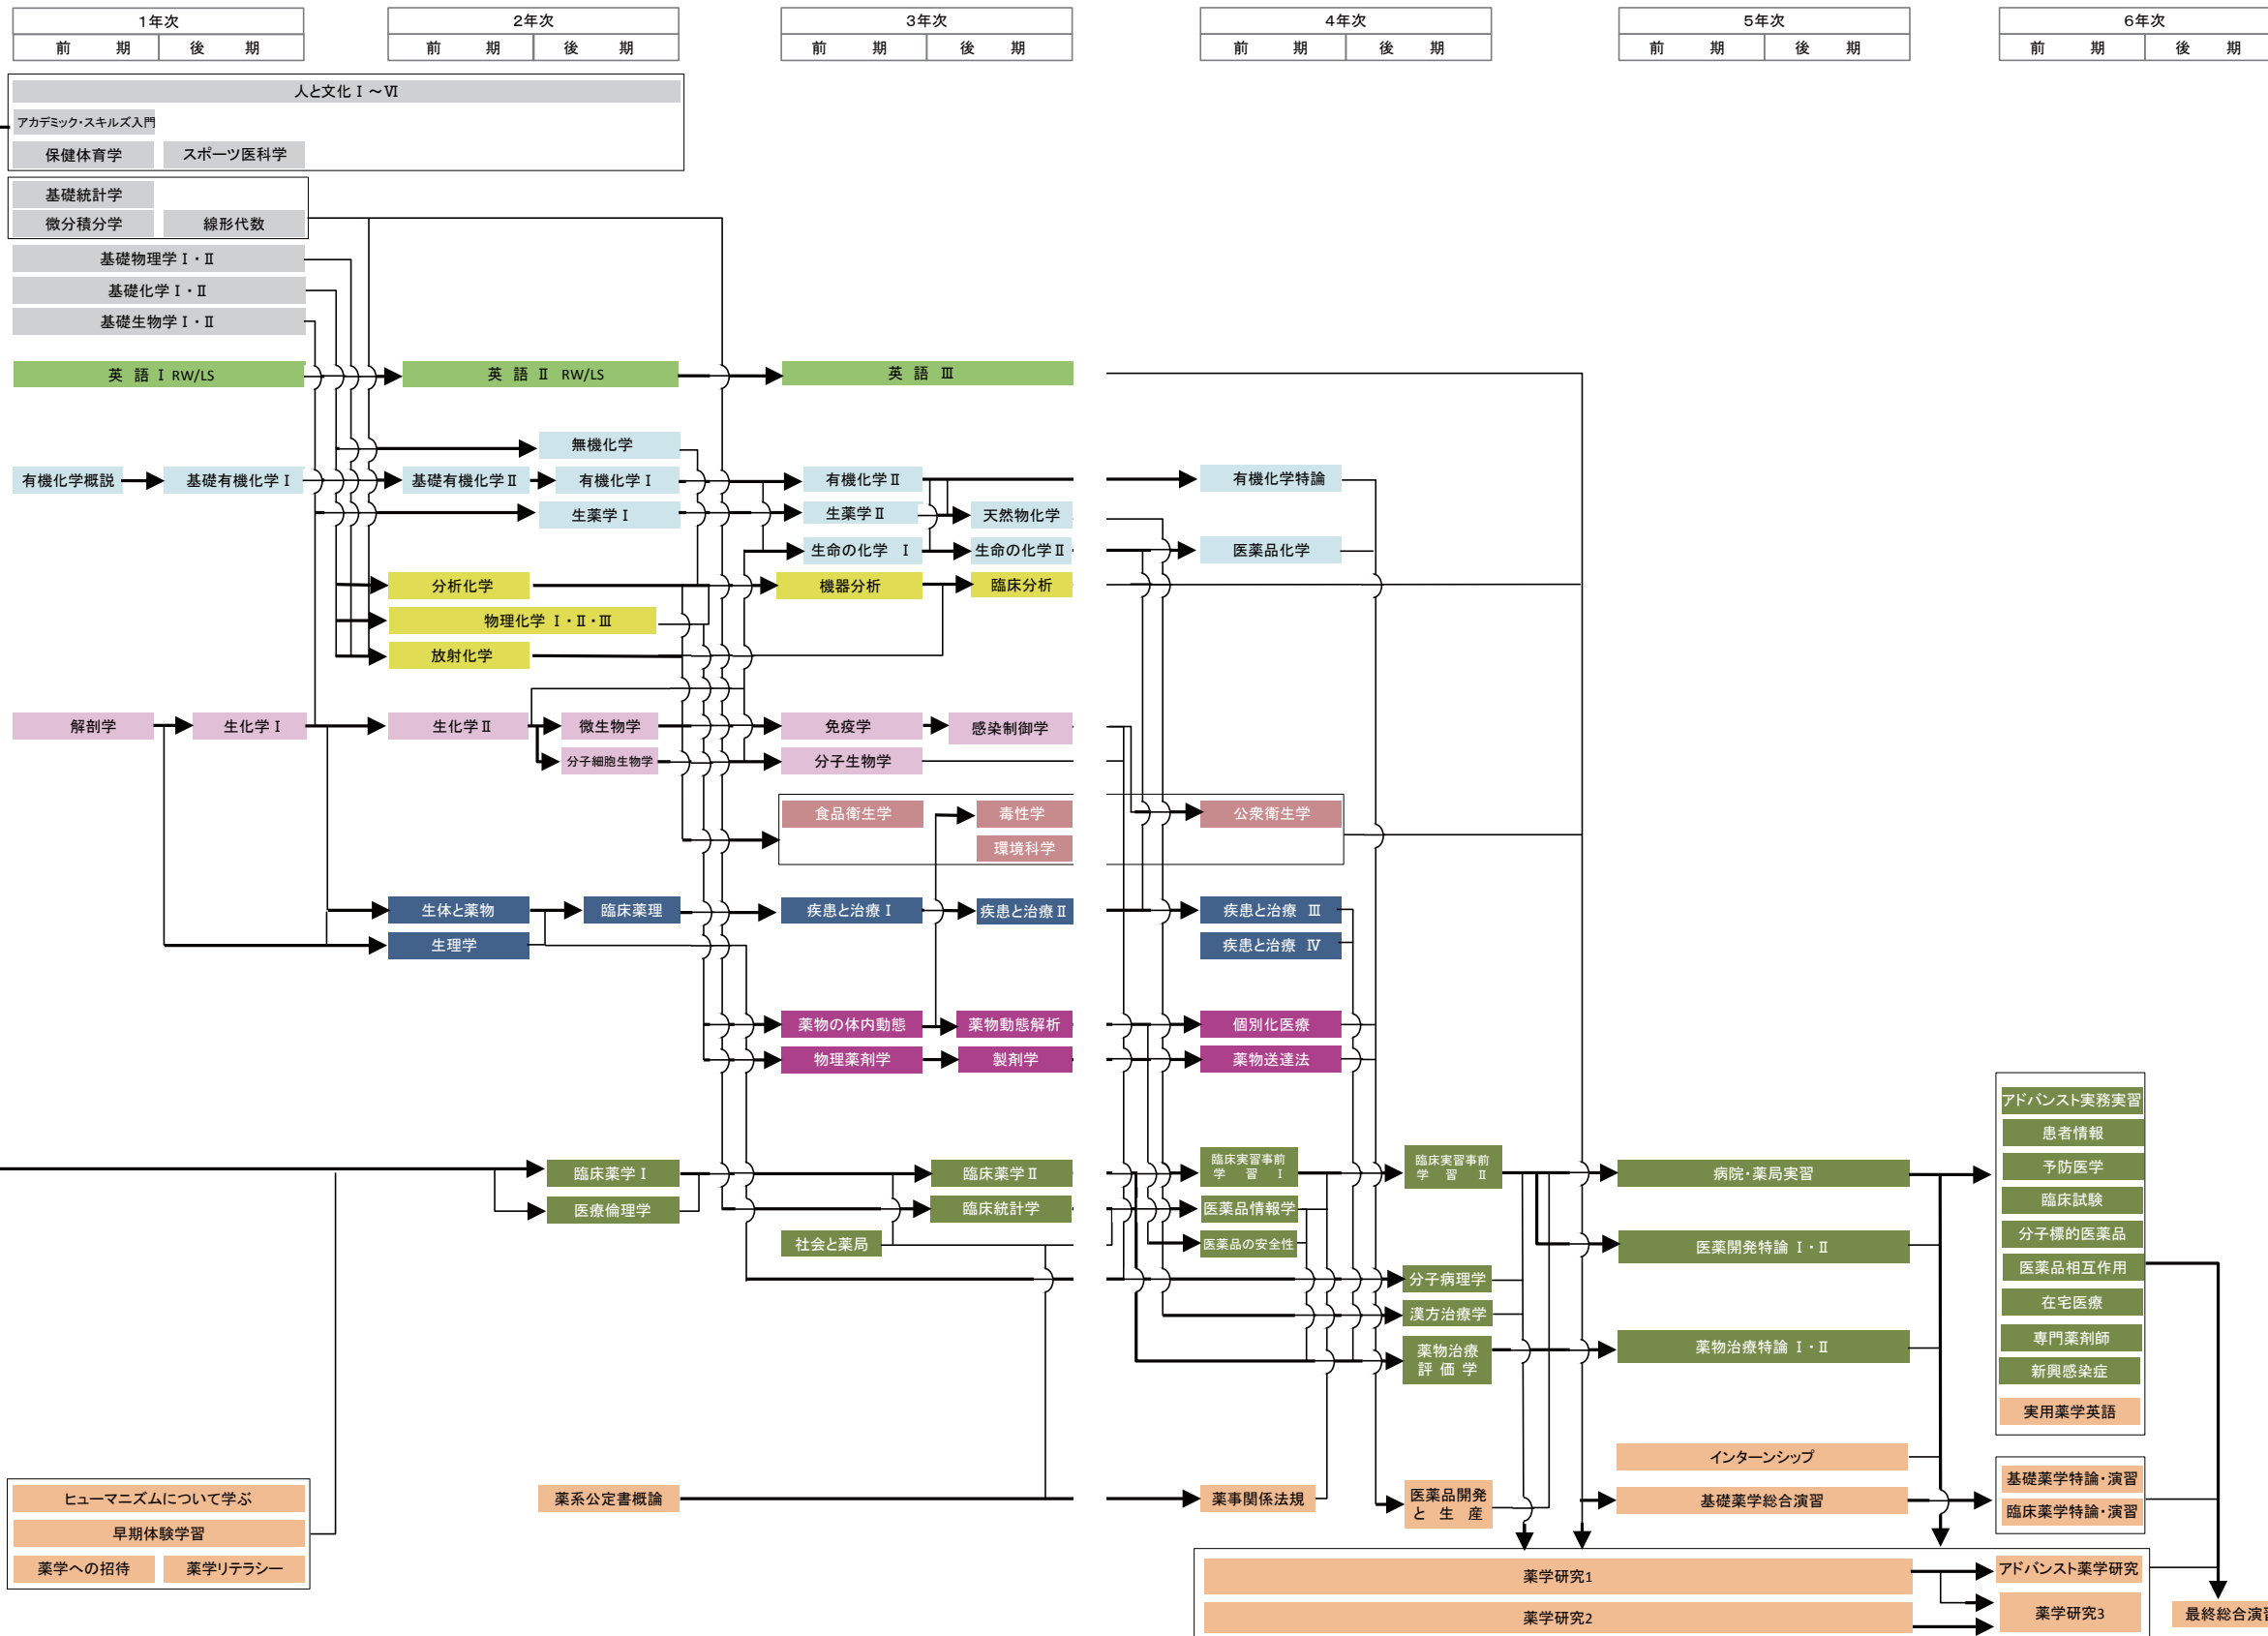 1年次
2年次
3年次
4年次
5年次
6年次
前 期 後 期
前 期 後 期
前 期 後 期
前 期 後 期
前 期 後 期
前 期 後 期
人と文化Ⅰ～Ⅵ
アカデミック・スキルズ入門
保健体育学
スポーツ医科学
基礎統計学
微分積分学
線形代数
基礎物理学Ⅰ・Ⅱ
基礎化学Ⅰ・Ⅱ
基礎生物学Ⅰ・Ⅱ
英 語 Ⅰ RW/LS
英 語 Ⅱ RW/LS
英 語 Ⅲ
無機化学
有機化学概説
基礎有機化学Ⅰ
基礎有機化学Ⅱ
有機化学Ⅰ
有機化学Ⅱ
有機化学特論
生薬学Ⅰ
生薬学Ⅱ
天然物化学
生命の化学 Ⅰ
生命の化学Ⅱ
医薬品化学
分析化学
機器分析
臨床分析
物理化学 Ⅰ・Ⅱ・Ⅲ
放射化学
解剖学
生化学Ⅰ
生化学Ⅱ
微生物学
免疫学
感染制御学
分子細胞生物学
分子生物学
食品衛生学
毒性学
公衆衛生学
環境科学
生体と薬物
臨床薬理
疾患と治療Ⅰ
疾患と治療Ⅱ
疾患と治療 Ⅲ
生理学
疾患と治療 Ⅳ
薬物の体内動態
薬物動態解析
個別化医療
物理薬剤学
製剤学
薬物送達法
臨床薬学Ⅰ
臨床薬学Ⅱ
臨床実習事前
学 習 Ⅰ
臨床実習事前
学 習 Ⅱ
病院・薬局実習
医療倫理学
臨床統計学
医薬品情報学
社会と薬局
医薬品の安全性
医薬開発特論 Ⅰ・Ⅱ
分子病理学
漢方治療学
薬物治療
評 価 学
薬物治療特論 Ⅰ・Ⅱ
アドバンスト実務実習
患者情報
予防医学
臨床試験
分子標的医薬品
医薬品相互作用
在宅医療
専門薬剤師
新興感染症
実用薬学英語
インターンシップ
ヒューマニズムについて学ぶ
薬系公定書概論
薬事関係法規
医薬品開発
と 生 産
基礎薬学総合演習
基礎薬学特論・演習
臨床薬学特論・演習
早期体験学習
薬学への招待
薬学リテラシー
薬学研究1
アドバンスト薬学研究
薬学研究2
薬学研究3
最終総合演習